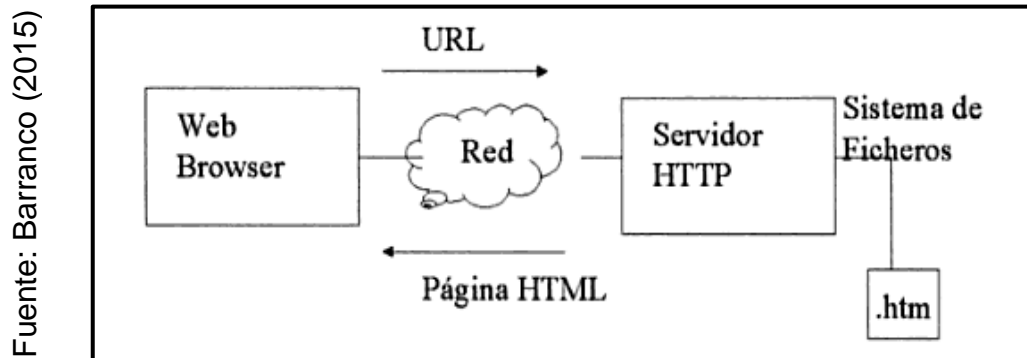 Fuente: Barranco (2015)
URL
Web
Browser
Red
Servidor
HTTP
Sistema de
Ficheros
Página HTML
.htm